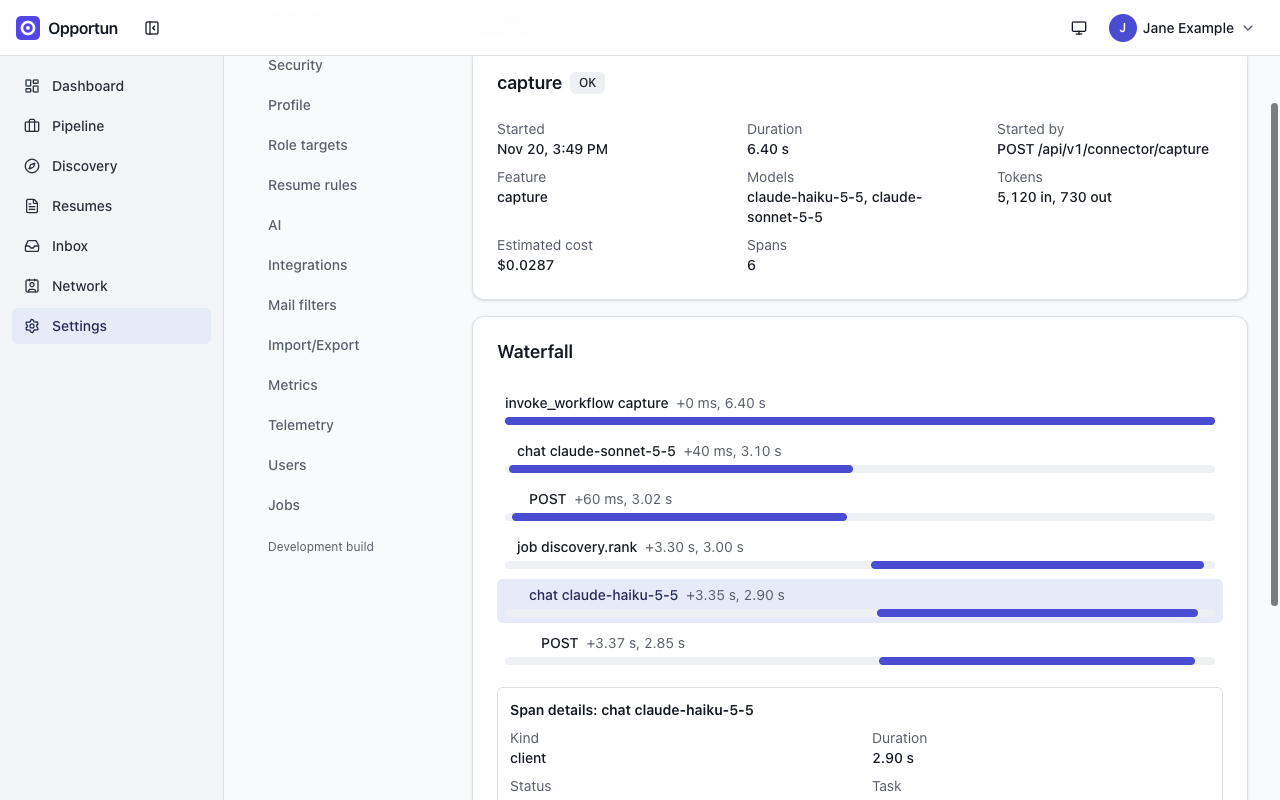 Opportun
J
Jane Example
Dashboard
Pipeline
Discovery
Resumes
Inbox
Network
Settings
Security
Profile
Role targets
Resume rules
AI
Integrations
Mail filters
Import/Export
Metrics
Telemetry
Users
Jobs
Development build
capture OK
Started
Nov 20, 3:49 PM
Duration
6.40 s
Started by
POST /api/v1/connector/capture
Feature
capture
Models
claude-haiku-5-5, claude-
sonnet-5-5
Tokens
5,120 in, 730 out
Estimated cost
$0.0287
Spans
6
Waterfall
invoke_workflow capture +0 ms, 6.40 s
chat claude-sonnet-5-5 +40 ms, 3.10 s
POST +60 ms, 3.02 s
job discovery.rank +3.30 s, 3.00 s
chat claude-haiku-5-5 +3.35 s, 2.90 s
POST +3.37 s, 2.85 s
Span details: chat claude-haiku-5-5
Kind
client
Duration
2.90 s
Status
Task